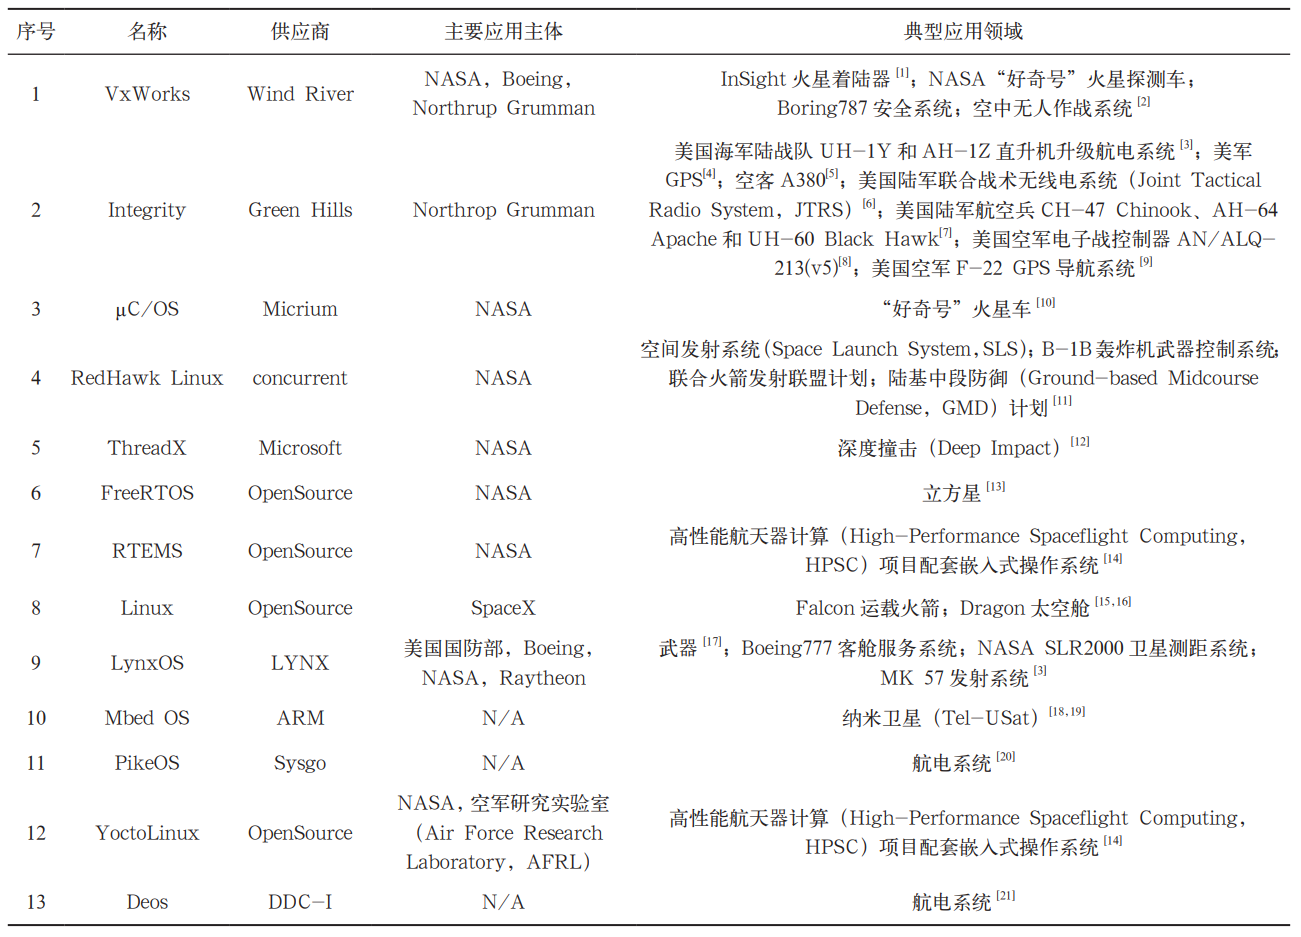 序号 名称 供应商 主要应用主体 典型应用领域
1 VxWorks Wind River NASA，Boeing， Northrup Grumman InSight 火星着陆器[1]；NASA“好奇号”火星探测车；
Boring787 安全系统；空中无人作战系统[2]
2 Integrity Green Hills Northrop Grumman 美国海军陆战队 UH-1Y 和 AH-1Z 直升机升级航电系统[3]；美军
GPS[4]；空客 A380[5]；美国陆军联合战术无线电系统（Joint Tactical
Radio System，JTRS）[6]；美国陆军航空兵 CH-47 Chinook、AH-64
Apache 和 UH-60 Black Hawk[7]；美国空军电子战控制器 AN/ALQ-
213(v5)[8]；美国空军 F-22 GPS 导航系统[9]
3 μC/OS Micrium NASA “好奇号”火星车[10]
4 RedHawk Linux concurrent NASA 空间发射系统（Space Launch System，SLS）；B-1B 轰炸机武器控制系统；
联合火箭发射联盟计划；陆基中段防御（Ground-based Midcourse
Defense，GMD）计划[11]
5 ThreadX Microsoft NASA 深度撞击（Deep Impact）[12]
6 FreeRTOS OpenSource NASA 立方星[13]
7 RTEMS OpenSource NASA 高性能航天器计算（High-Performance Spaceflight Computing，
HPSC）项目配套嵌入式操作系统[14]
8 Linux OpenSource SpaceX Falcon 运载火箭；Dragon 太空舱[15,16]
9 LynxOS LYNX 美国国防部，Boeing， NASA，Raytheon 武器[17]；Boeing777 客舱服务系统；NASA SLR2000 卫星测距系统；
MK 57 发射系统[3]
10 Mbed OS ARM N/A 纳米卫星（Tel-USat）[18,19]
11 PikeOS Sysgo N/A 航电系统[20]
12 YoctoLinux OpenSource NASA，空军研究实验室 （Air Force Research Laboratory，AFRL） 高性能航天器计算（High-Performance Spaceflight Computing，
HPSC）项目配套嵌入式操作系统[14]
13 Deos DDC-I N/A 航电系统[21]